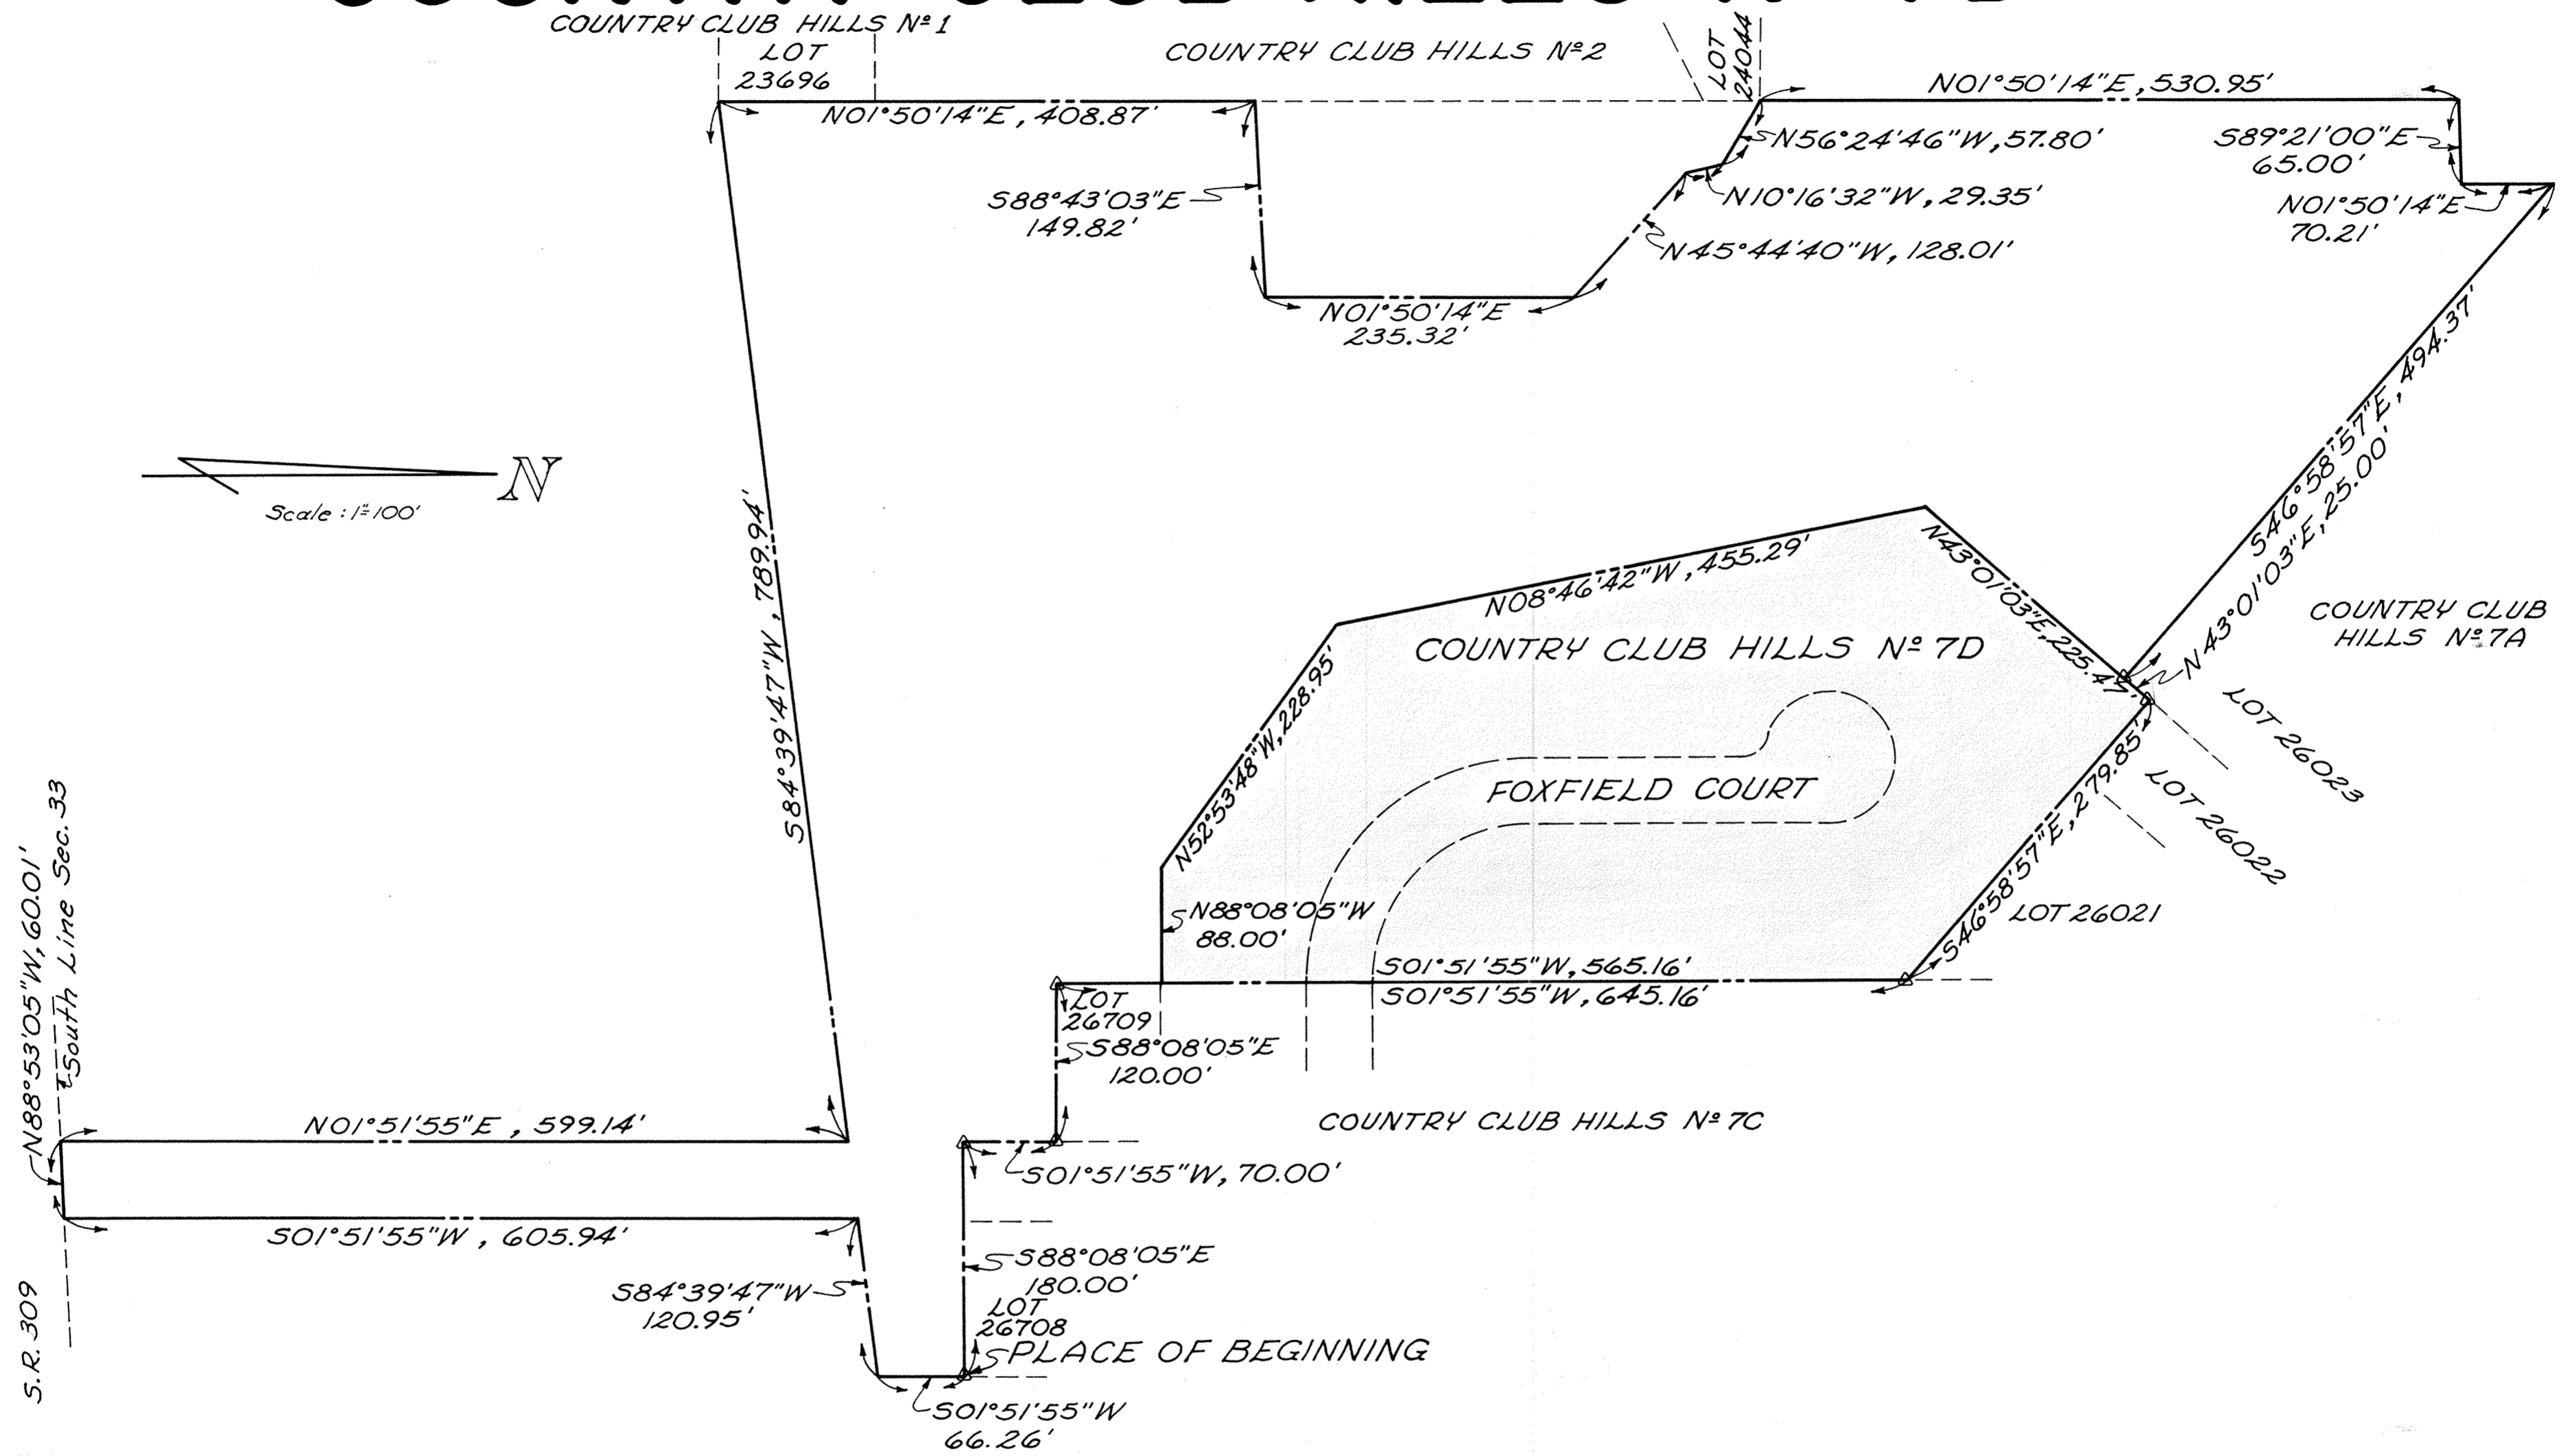 COUNTRY CLUB HILLS Nº 1
LOT
23696
COUNTRY CLUB HILLS Nº 2
LOT
24044
N01°50'14"E, 530.95'
N01°50'14"E, 408.87'
N56°24'46"W, 57.80'
S89°21'00"E
65.00'
S88°43'03"E
149.82'
N10°16'32"W, 29.35'
N01°50'14"E
70.21'
N45°44'40"W, 128.01'
N01°50'14"E
235.32'
S46°58'57"E, 494.37'
N43°01'03"E, 25.00'
N
Scale : 1"=100'
S84°39'47"W, 789.94'
N08°46'42"W, 455.29'
N43°01'03"E, 225.47'
COUNTRY CLUB
HILLS Nº 7A
COUNTRY CLUB HILLS Nº 7D
N52°53'48"W, 228.95'
LOT 26023
FOXFIELD COURT
S46°58'57"E, 279.85'
LOT 26022
LOT 26021
N88°08'05"W
88.00'
S01°51'55"W, 565.16'
S01°51'55"W, 645.16'
N88°53'05"W, 60.01'
South Line Sec. 33
LOT
26709
S88°08'05"E
120.00'
N01°51'55"E, 599.14'
COUNTRY CLUB HILLS Nº 7C
S01°51'55"W, 70.00'
S01°51'55"W, 605.94'
S88°08'05"E
180.00'
S84°39'47"W
120.95'
LOT
26708
PLACE OF BEGINNING
S.R. 309
S01°51'55"W
66.26'